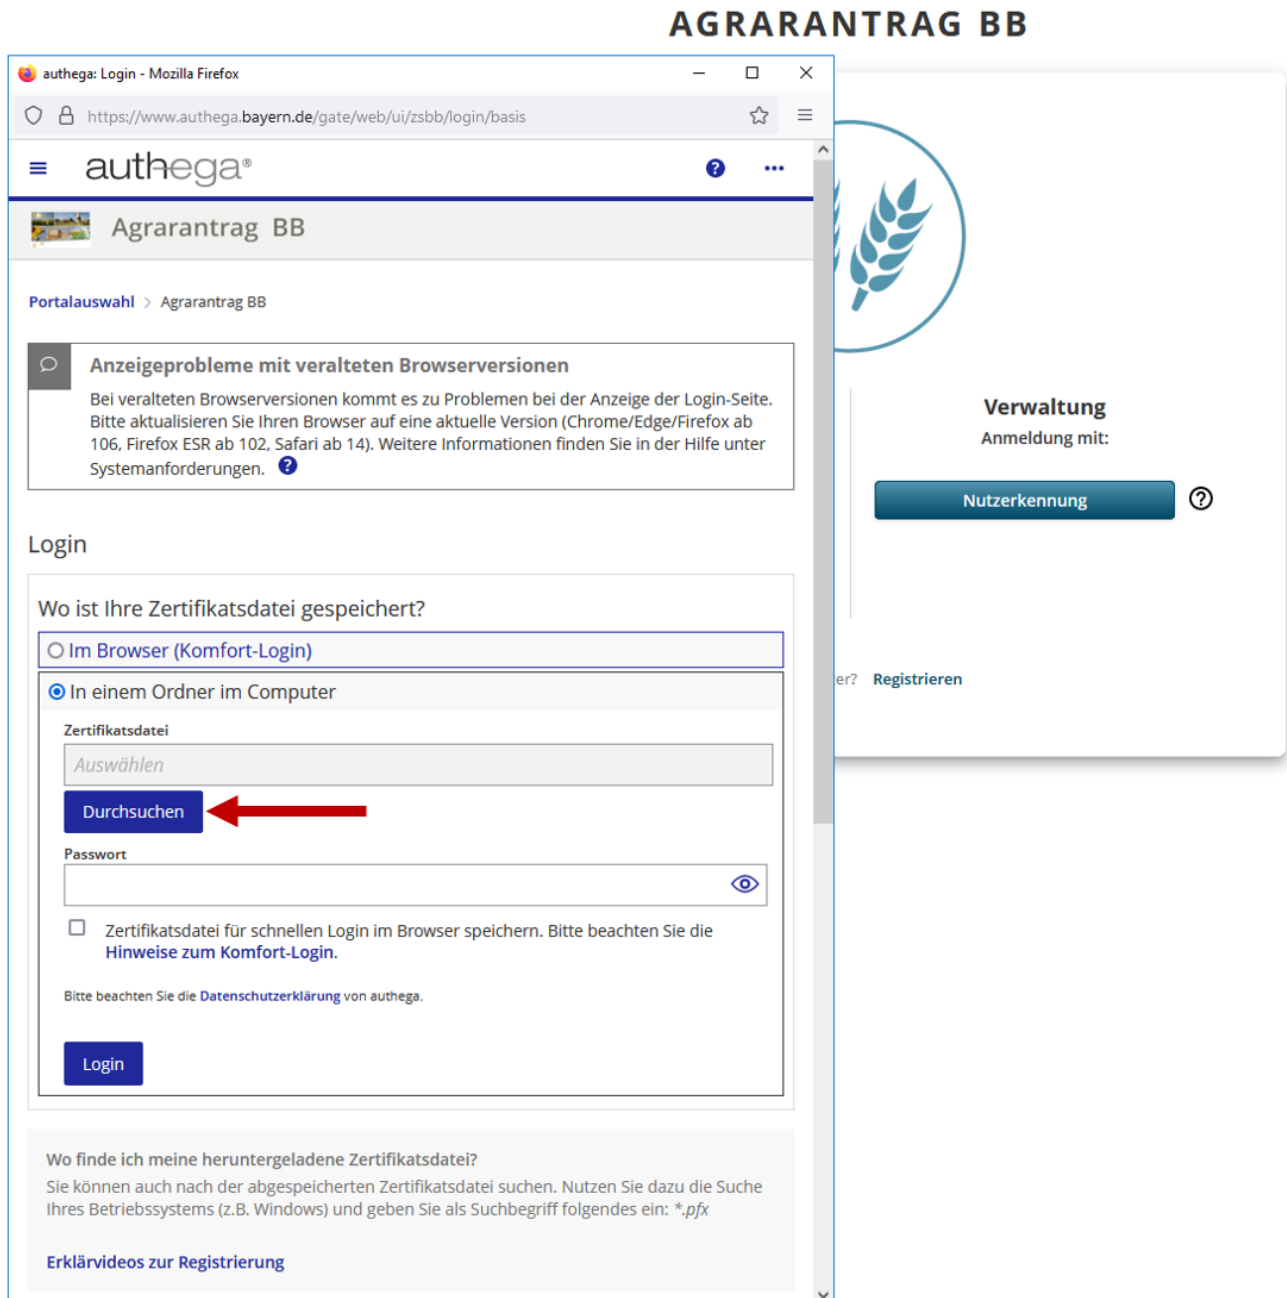 AGRARANTRAG BB
authega: Login - Mozilla Firefox
https://www.authega.bayern.de/gate/web/ui/zsbb/login/basis
authega®
Agrarantrag BB
Portalauswahl > Agrarantrag BB
Anzeigeprobleme mit veralteten Browserversionen
Bei veralteten Browserversionen kommt es zu Problemen bei der Anzeige der Login-Seite.
Bitte aktualisieren Sie Ihren Browser auf eine aktuelle Version (Chrome/Edge/Firefox ab
106, Firefox ESR ab 102, Safari ab 14). Weitere Informationen finden Sie in der Hilfe unter
Systemanforderungen. ?
Login
Wo ist Ihre Zertifikatsdatei gespeichert?
Im Browser (Komfort-Login)
In einem Ordner im Computer
Zertifikatsdatei
Auswählen
Durchsuchen
Passwort
Zertifikatsdatei für schnellen Login im Browser speichern. Bitte beachten Sie die
Hinweise zum Komfort-Login.
Bitte beachten Sie die Datenschutzerklärung von authega.
Login
Wo finde ich meine heruntergeladene Zertifikatsdatei?
Sie können auch nach der abgespeicherten Zertifikatsdatei suchen. Nutzen Sie dazu die Suche
Ihres Betriebssystems (z.B. Windows) und geben Sie als Suchbegriff folgendes ein: *.pfx
Erklärvideos zur Registrierung
Verwaltung
Anmeldung mit:
Nutzerkennung
er? Registrieren